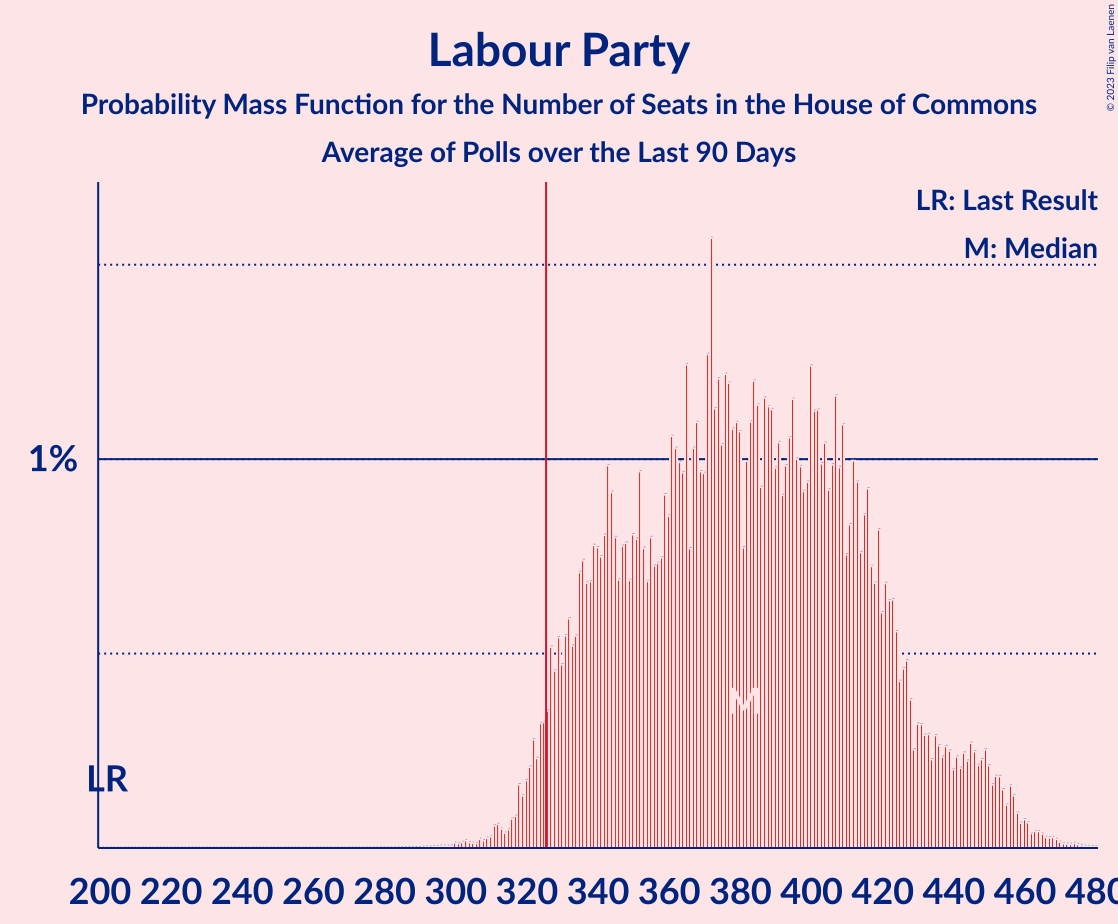 Labour Party
Probability Mass Function for the Number of Seats in the House of Commons
Average of Polls over the Last 90 Days
© 2023 Filip van Laenen
LR: Last Result
M: Median
1%
M
LR
200 220 240 260 280 300 320 340 360 380 400 420 440 460 480